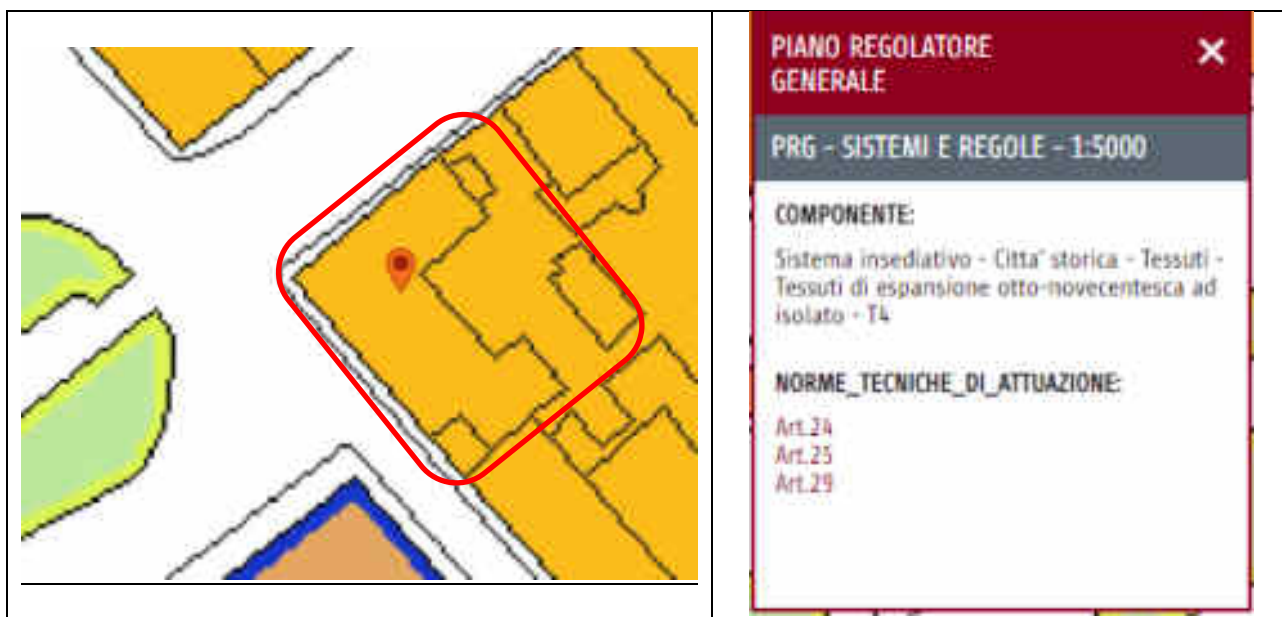 PIANO REGOLATORE
GENERALE
PRG - SISTEMI E REGOLE - 1:5000
COMPONENTE:
Sistema insediativo - Citta' storica - Tessuti -
Tessuti di espansione otto-novecentesca ad
isolato - T4
NORME_TECNICHE_DI_ATTUAZIONE:
Art.24
Art.25
Art.29